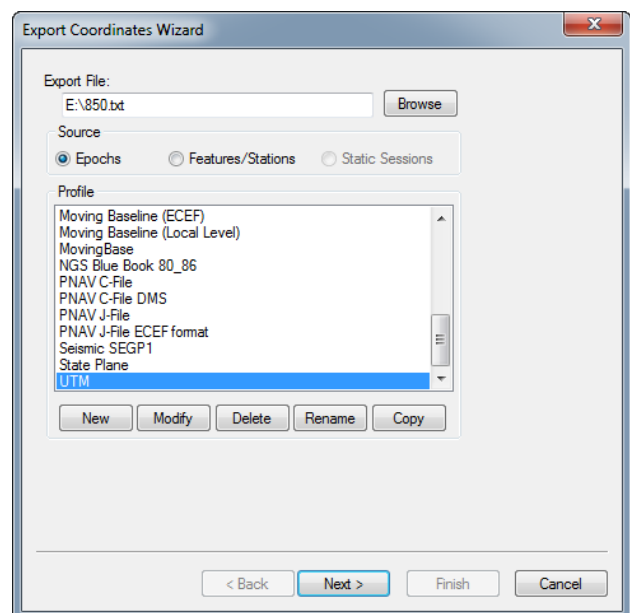 Export Coordinates Wizard
Export File:
E:\850.txt
Browse
Source
Epochs Features/Stations Static Sessions
Profile
Moving Baseline (ECEF)
Moving Baseline (Local Level)
MovingBase
NGS Blue Book 80_86
PNAV C-File
PNAV C-File DMS
PNAV J-File
PNAV J-File ECEF format
Seismic SEGP1
State Plane
UTM
New Modify Delete Rename Copy
< Back Next > Finish Cancel